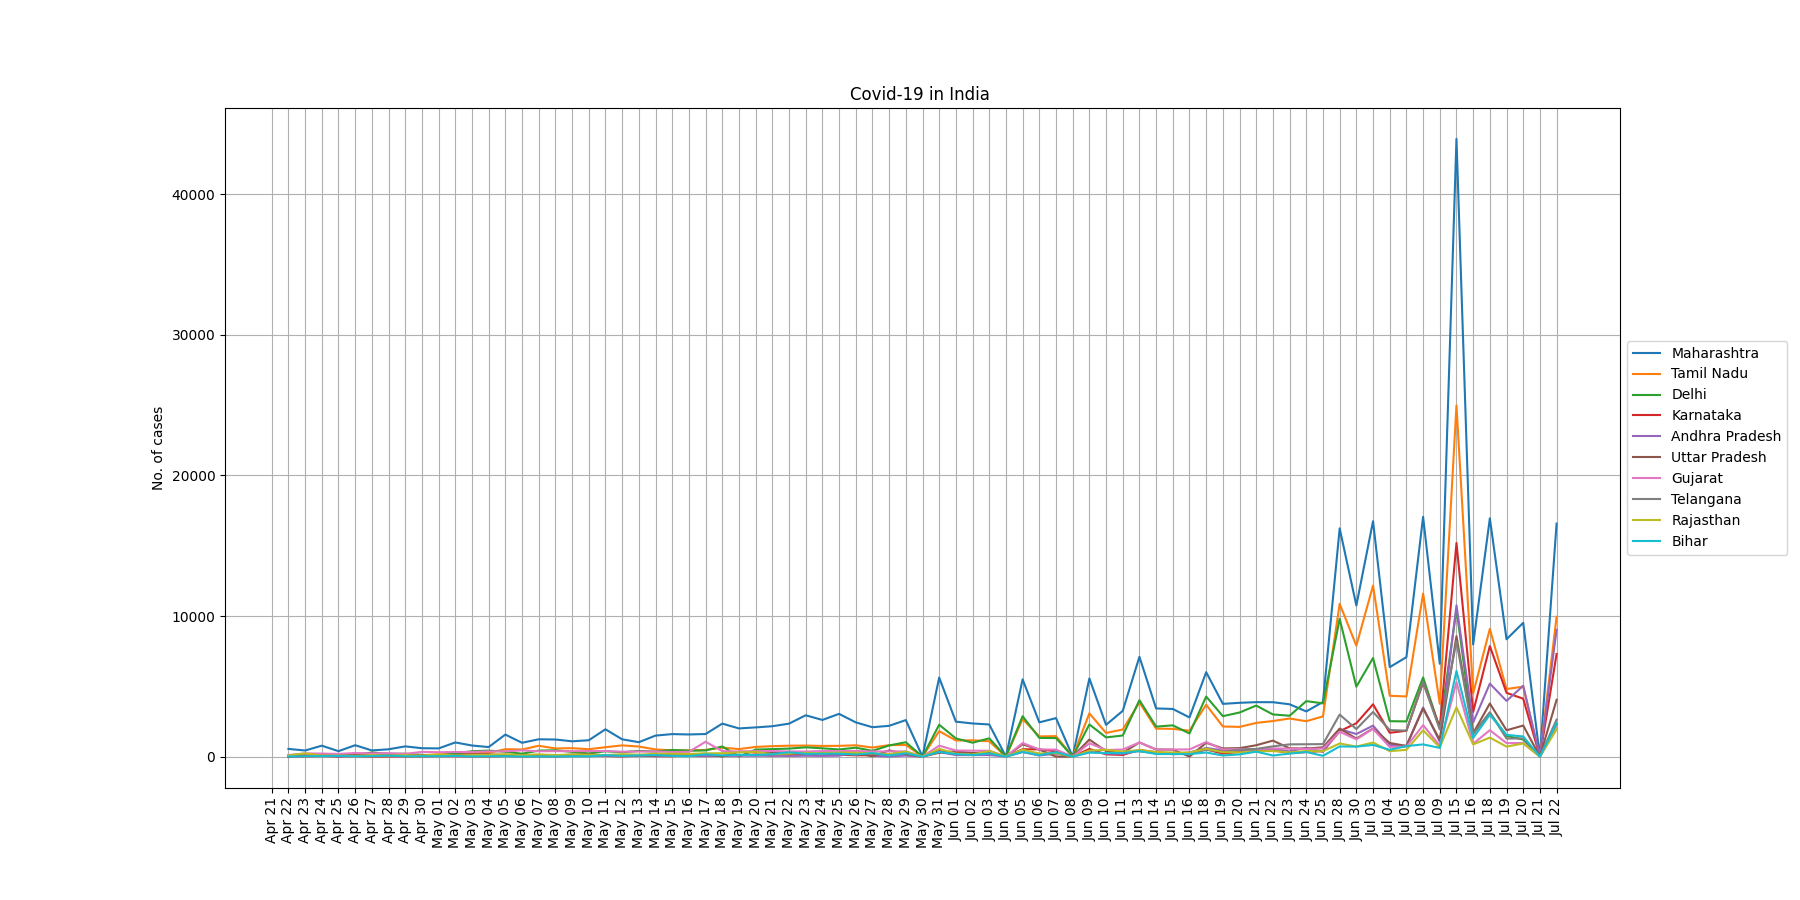 Covid-19 in India
No. of cases
40000
30000
20000
10000
0
Apr 21
Apr 22
Apr 23
Apr 24
Apr 25
Apr 26
Apr 27
Apr 28
Apr 29
Apr 30
May 01
May 02
May 03
May 04
May 05
May 06
May 07
May 08
May 09
May 10
May 11
May 12
May 13
May 14
May 15
May 16
May 17
May 18
May 19
May 20
May 21
May 22
May 23
May 24
May 25
May 26
May 27
May 28
May 29
May 30
May 31
Jun 01
Jun 02
Jun 03
Jun 04
Jun 05
Jun 06
Jun 07
Jun 08
Jun 09
Jun 10
Jun 11
Jun 13
Jun 14
Jun 15
Jun 16
Jun 18
Jun 19
Jun 20
Jun 21
Jun 22
Jun 23
Jun 24
Jun 25
Jun 28
Jun 30
Jul 03
Jul 04
Jul 05
Jul 08
Jul 09
Jul 15
Jul 16
Jul 18
Jul 19
Jul 20
Jul 21
Jul 22
Maharashtra
Tamil Nadu
Delhi
Karnataka
Andhra Pradesh
Uttar Pradesh
Gujarat
Telangana
Rajasthan
Bihar